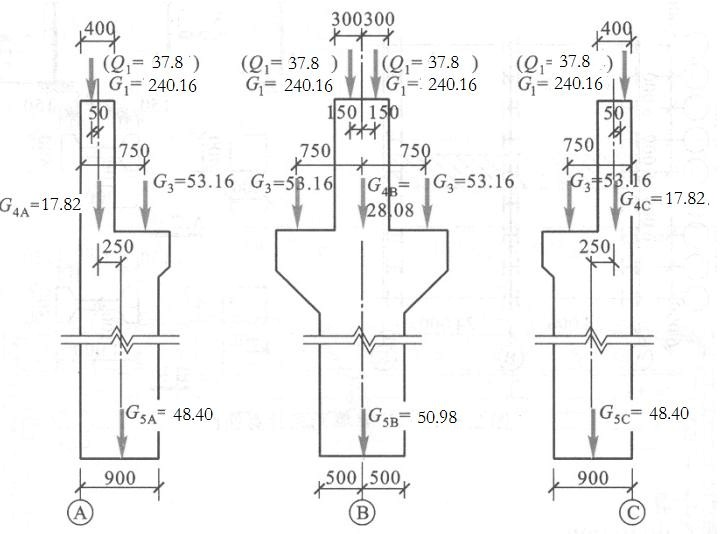 400
300300
400
(Q1= 37.8 )
(Q1= 37.8 )
(Q1= 37.8 )
(Q1= 37.8 )
G1= 240.16
G1= 240.16
G1= 240.16
G1= 240.16
50
150
150
50
750
750
750
750
G3=53.16
G3=53.16
G3=53.16
G3=53.16
G4A=17.82
G4B=
28.08
G4C=17.82
250
250
G5A= 48.40
G5B= 50.98
G5C= 48.40
900
500
500
900
A
B
C